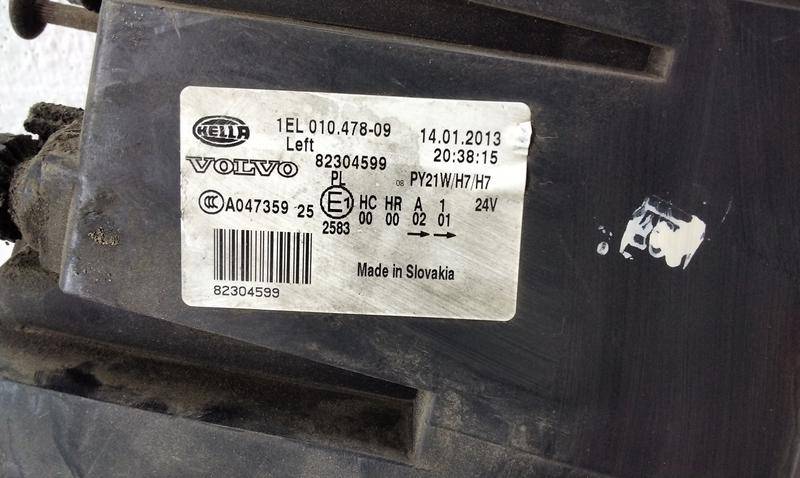 HELLA
1EL 010.478-09
14.01.2013
Left
20:38:15
VOLVO
82304599
PL
08 PY21W/H7/H7
CCC A047359 25 E1 HC HR A 1 24V
00 00 02 01
2583
Made in Slovakia
82304599